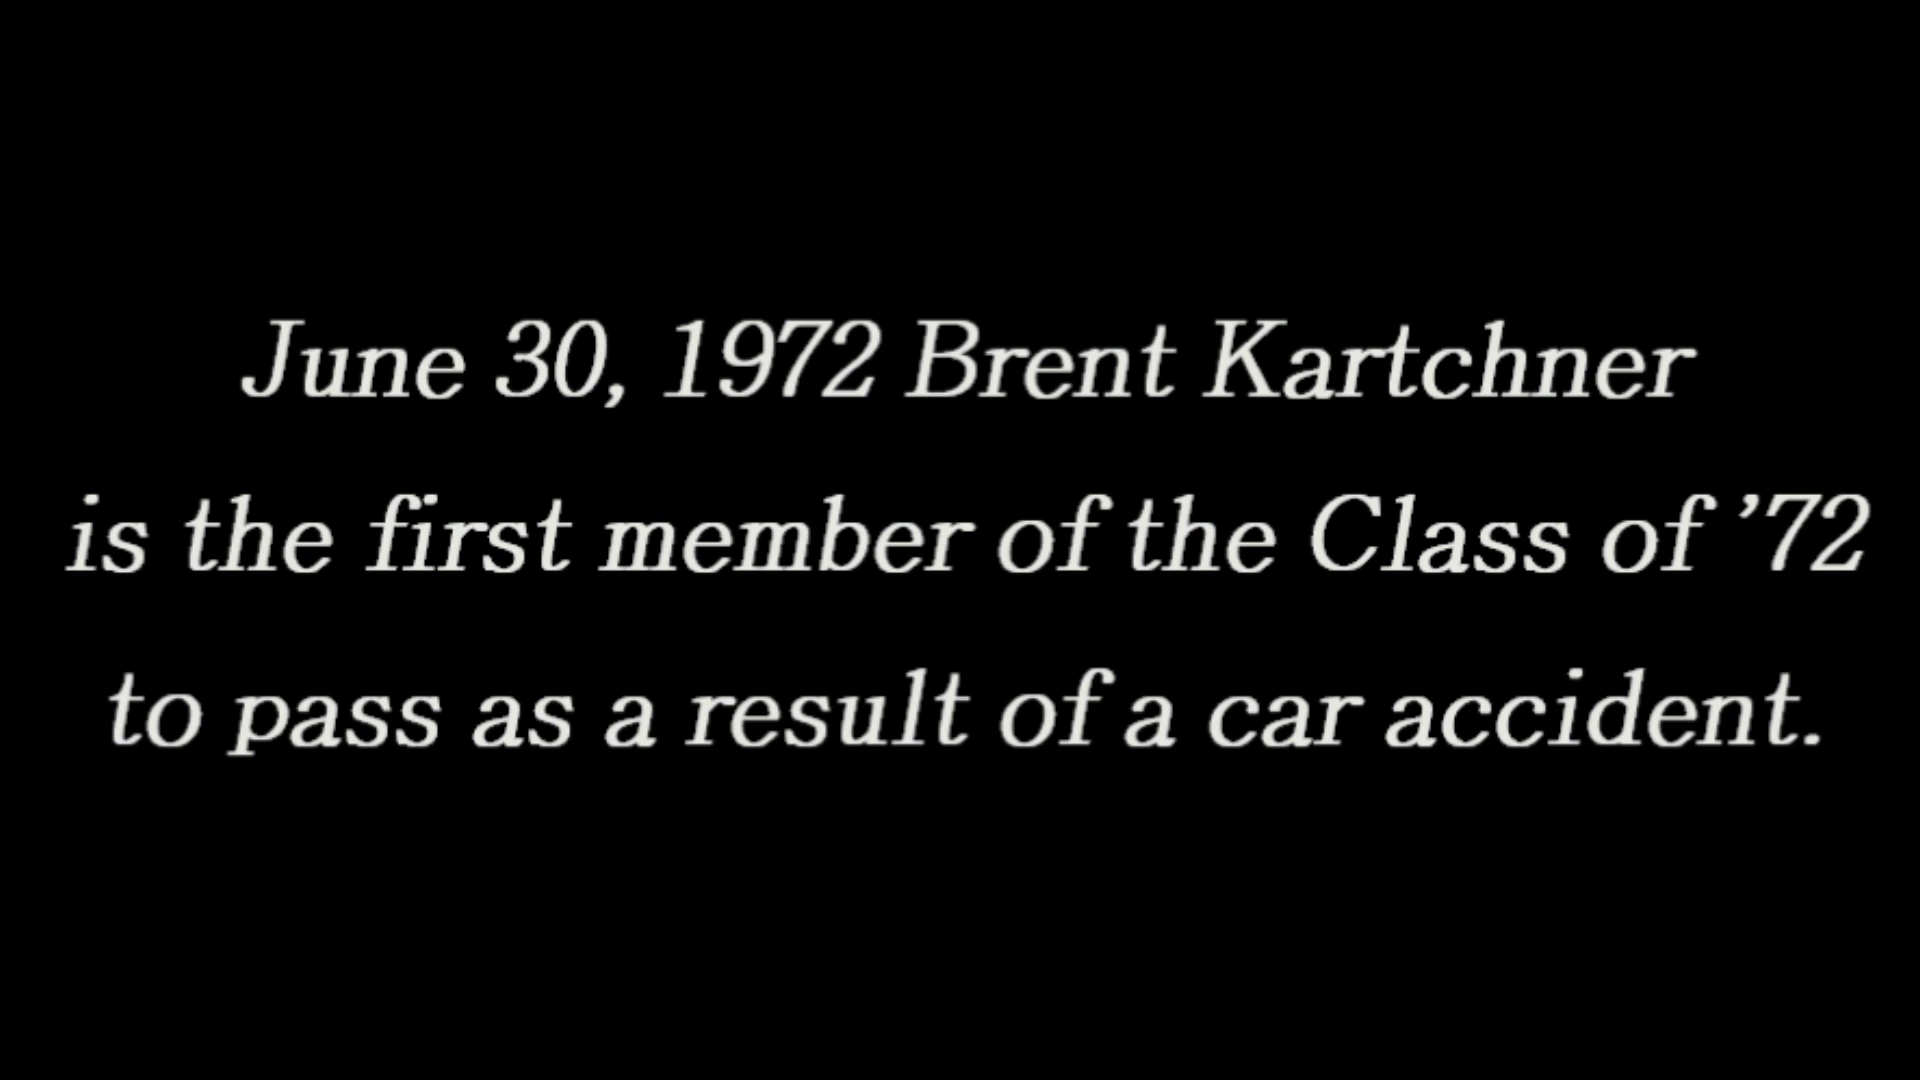 June 30, 1972 Brent Kartchner
is the first member of the Class of ’72
to pass as a result of a car accident.